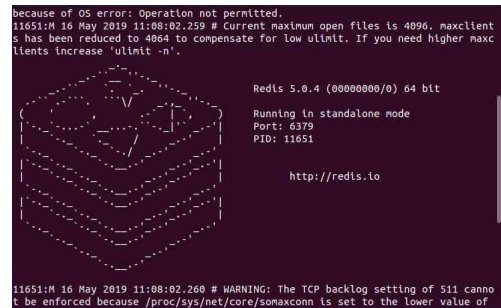 because of OS error: Operation not permitted.
11651:M 16 May 2019 11:08:02.259 # Current maximum open files is 4096. maxclient
s has been reduced to 4064 to compensate for low ulimit. If you need higher maxc
lients increase 'ulimit -n'.
Redis 5.0.4 (00000000/0) 64 bit
Running in standalone mode
Port: 6379
PID: 11651
http://redis.io
11651:M 16 May 2019 11:08:02.260 # WARNING: The TCP backlog setting of 511 canno
t be enforced because /proc/sys/net/core/somaxconn is set to the lower value of